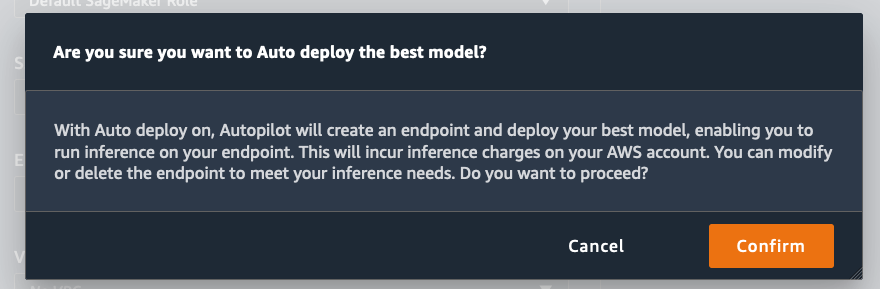 Default SageMaker Role
Are you sure you want to Auto deploy the best model?
With Auto deploy on, Autopilot will create an endpoint and deploy your best model, enabling you to
run inference on your endpoint. This will incur inference charges on your AWS account. You can modify
or delete the endpoint to meet your inference needs. Do you want to proceed?
Cancel Confirm